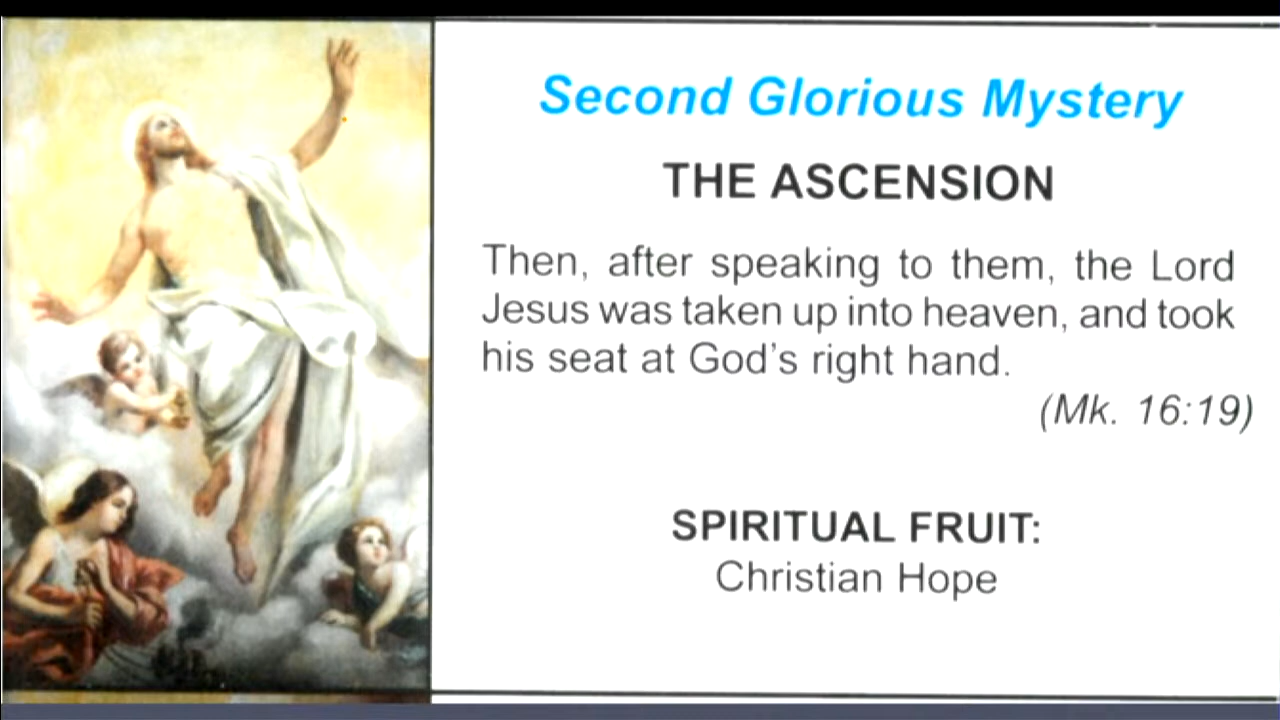 Second Glorious Mystery
THE ASCENSION
Then, after speaking to them, the Lord
Jesus was taken up into heaven, and took
his seat at God's right hand.
(Mk. 16:19)
SPIRITUAL FRUIT:
Christian Hope